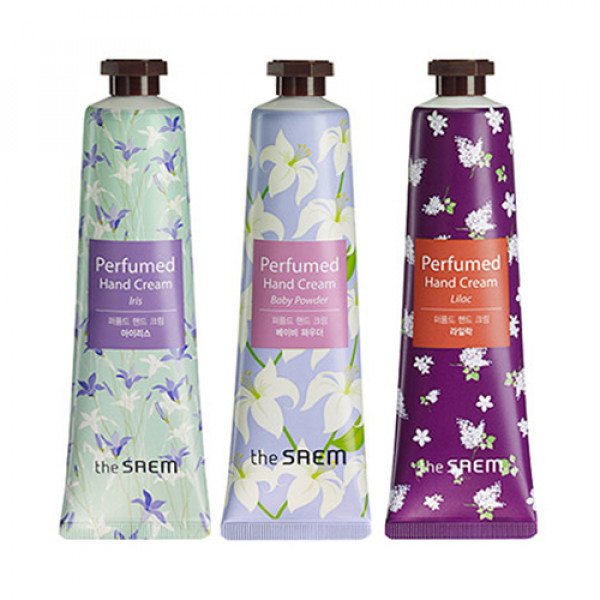 Perfumed
Hand Cream
Iris
퍼퓸드 핸드 크림
아이리스
the SAEM
Perfumed
Hand Cream
Baby Powder
퍼퓸드 핸드 크림
베이비 파우더
the SAEM
Perfumed
Hand Cream
Lilac
퍼퓸드 핸드 크림
라일락
the SAEM